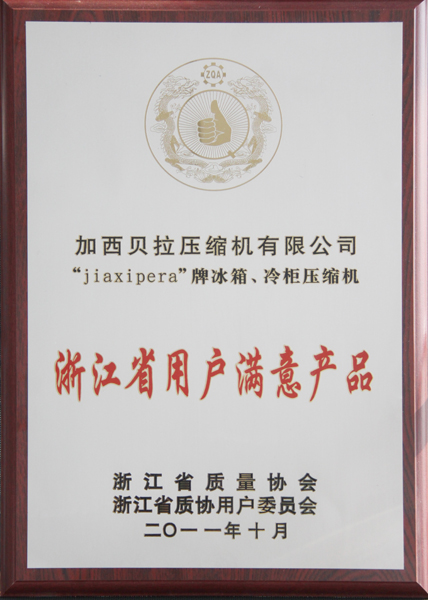 ZQA
加西贝拉压缩机有限公司
“jiaxipera”牌冰箱、冷柜压缩机
浙江省用户满意产品
浙江省质量协会
浙江省质协用户委员会
二〇一一年十月